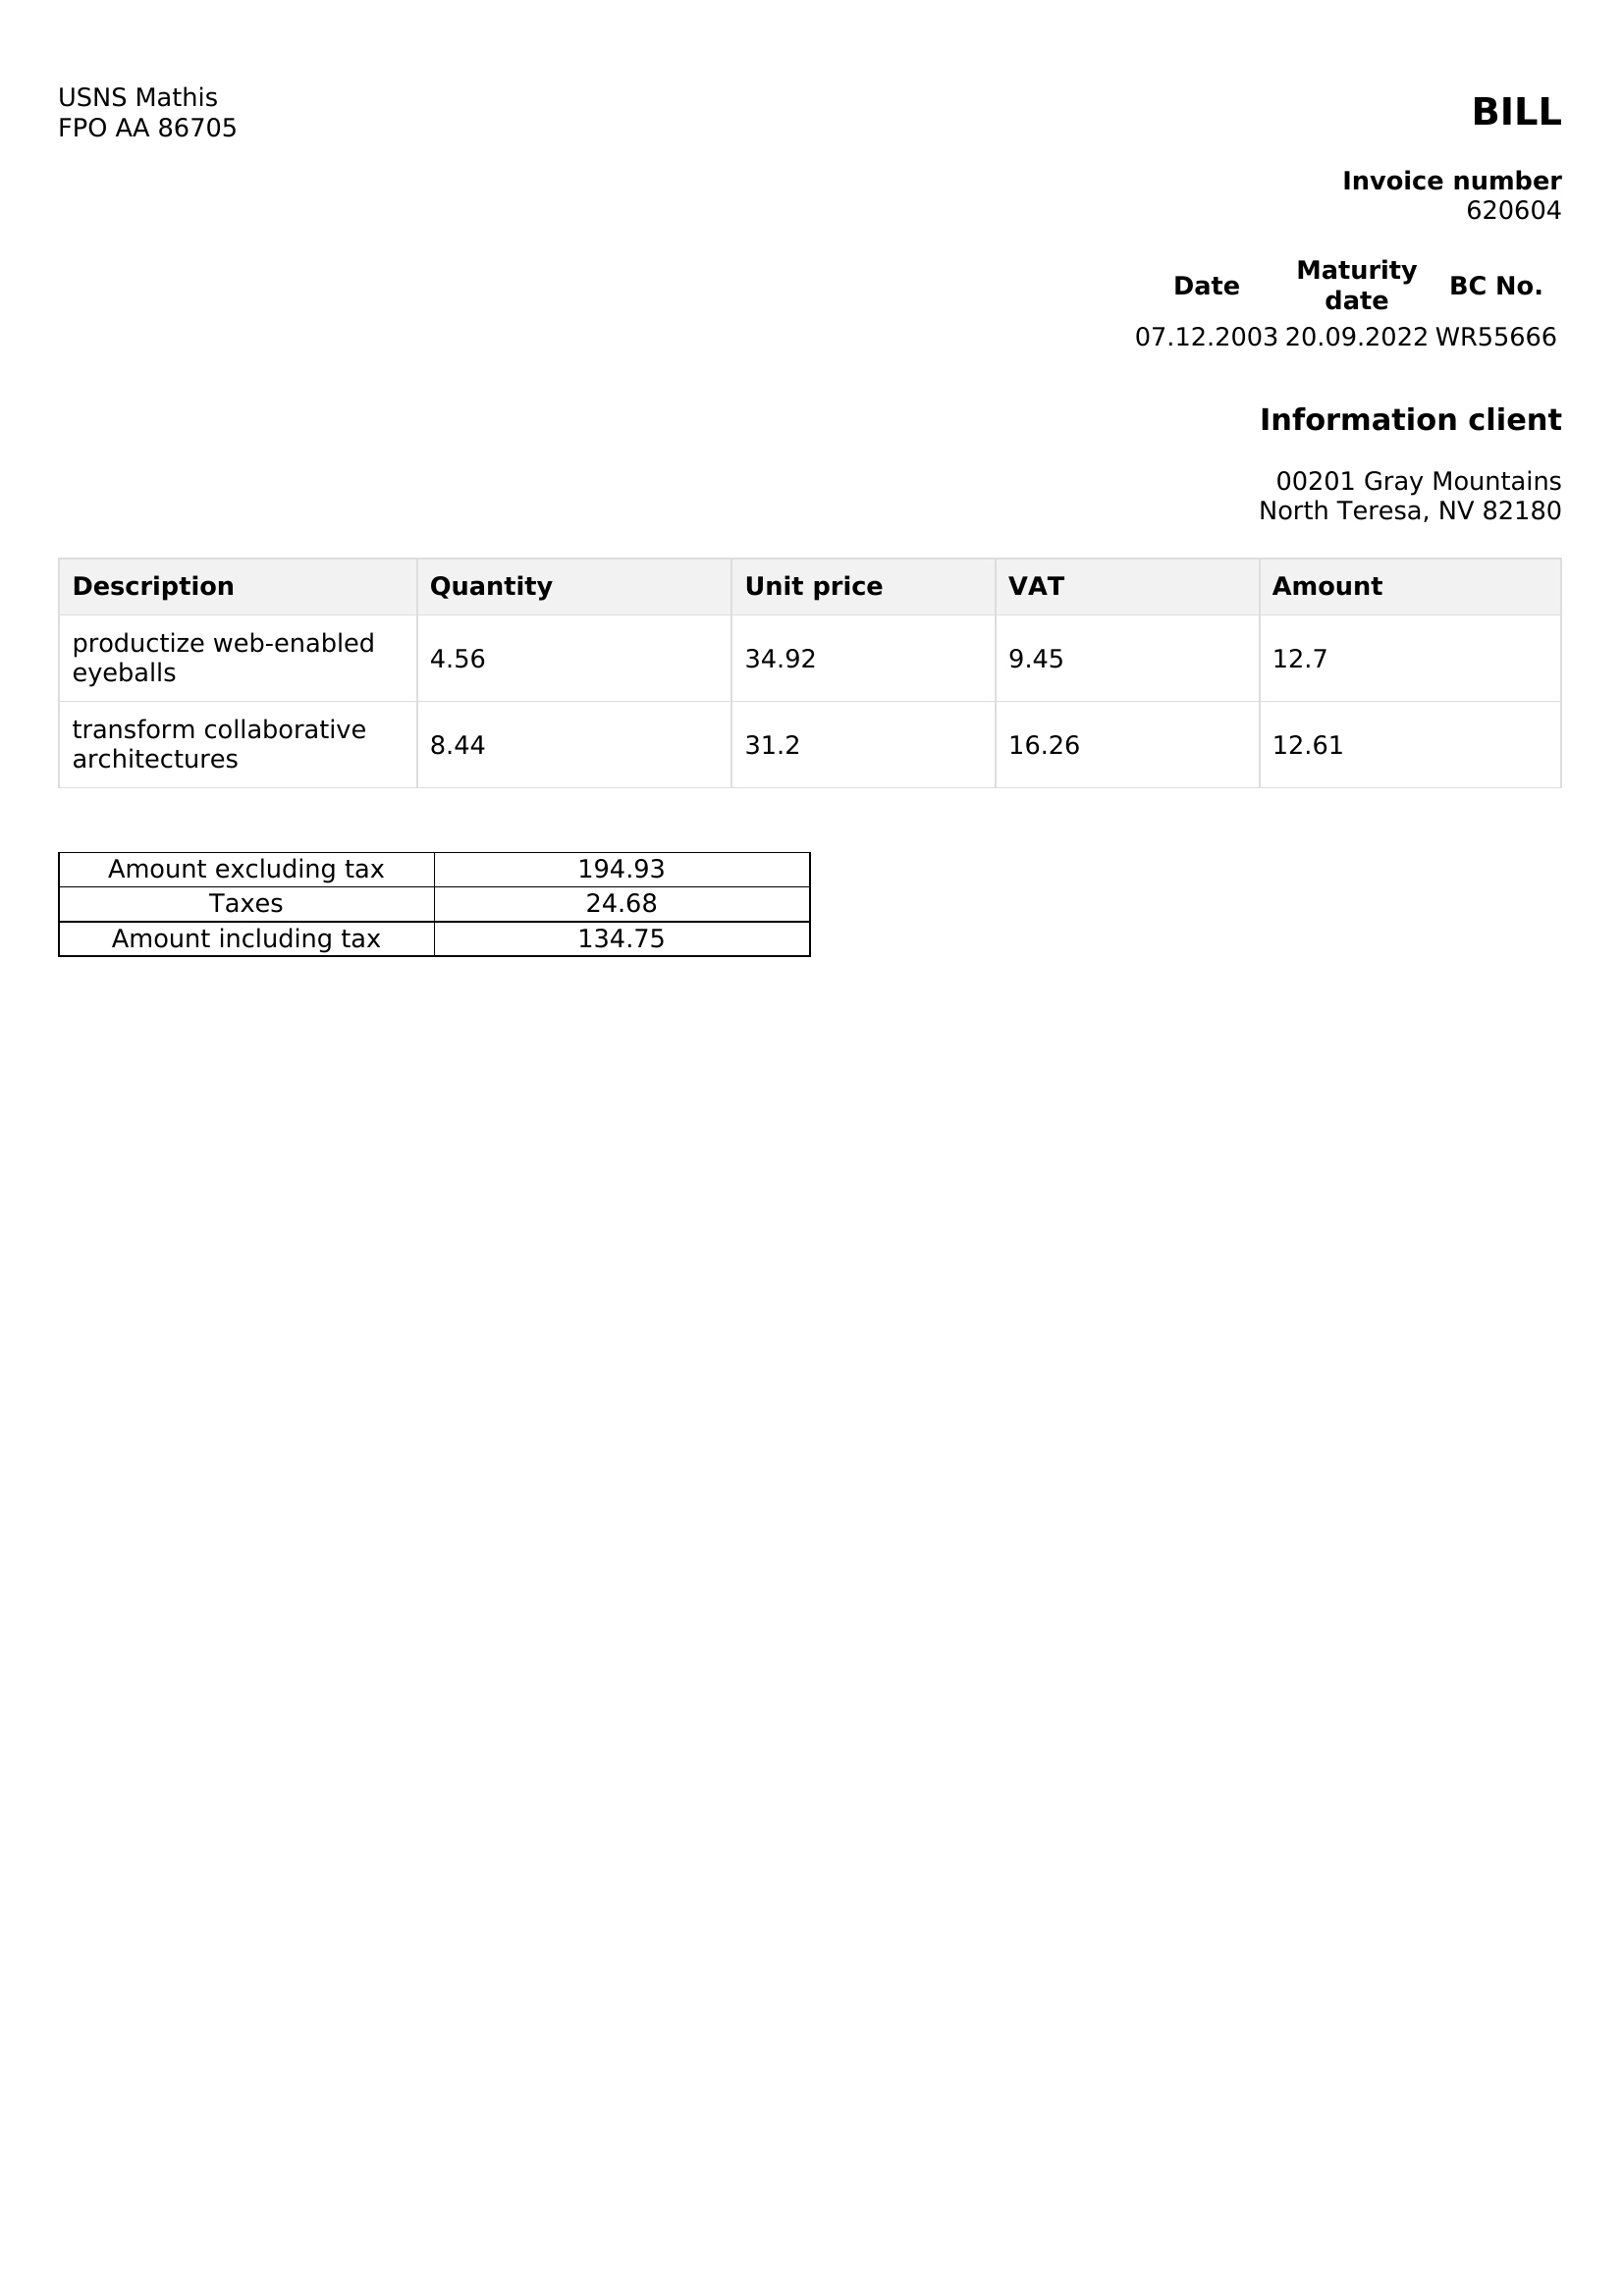 USNS Mathis
FPO AA 86705
BILL
Invoice number
620604
Date Maturity date BC No.
07.12.2003 20.09.2022 WR55666
Information client
00201 Gray Mountains
North Teresa, NV 82180
Description Quantity Unit price VAT Amount
productize web-enabled
eyeballs 4.56 34.92 9.45 12.7
transform collaborative
architectures 8.44 31.2 16.26 12.61
Amount excluding tax 194.93
Taxes 24.68
Amount including tax 134.75